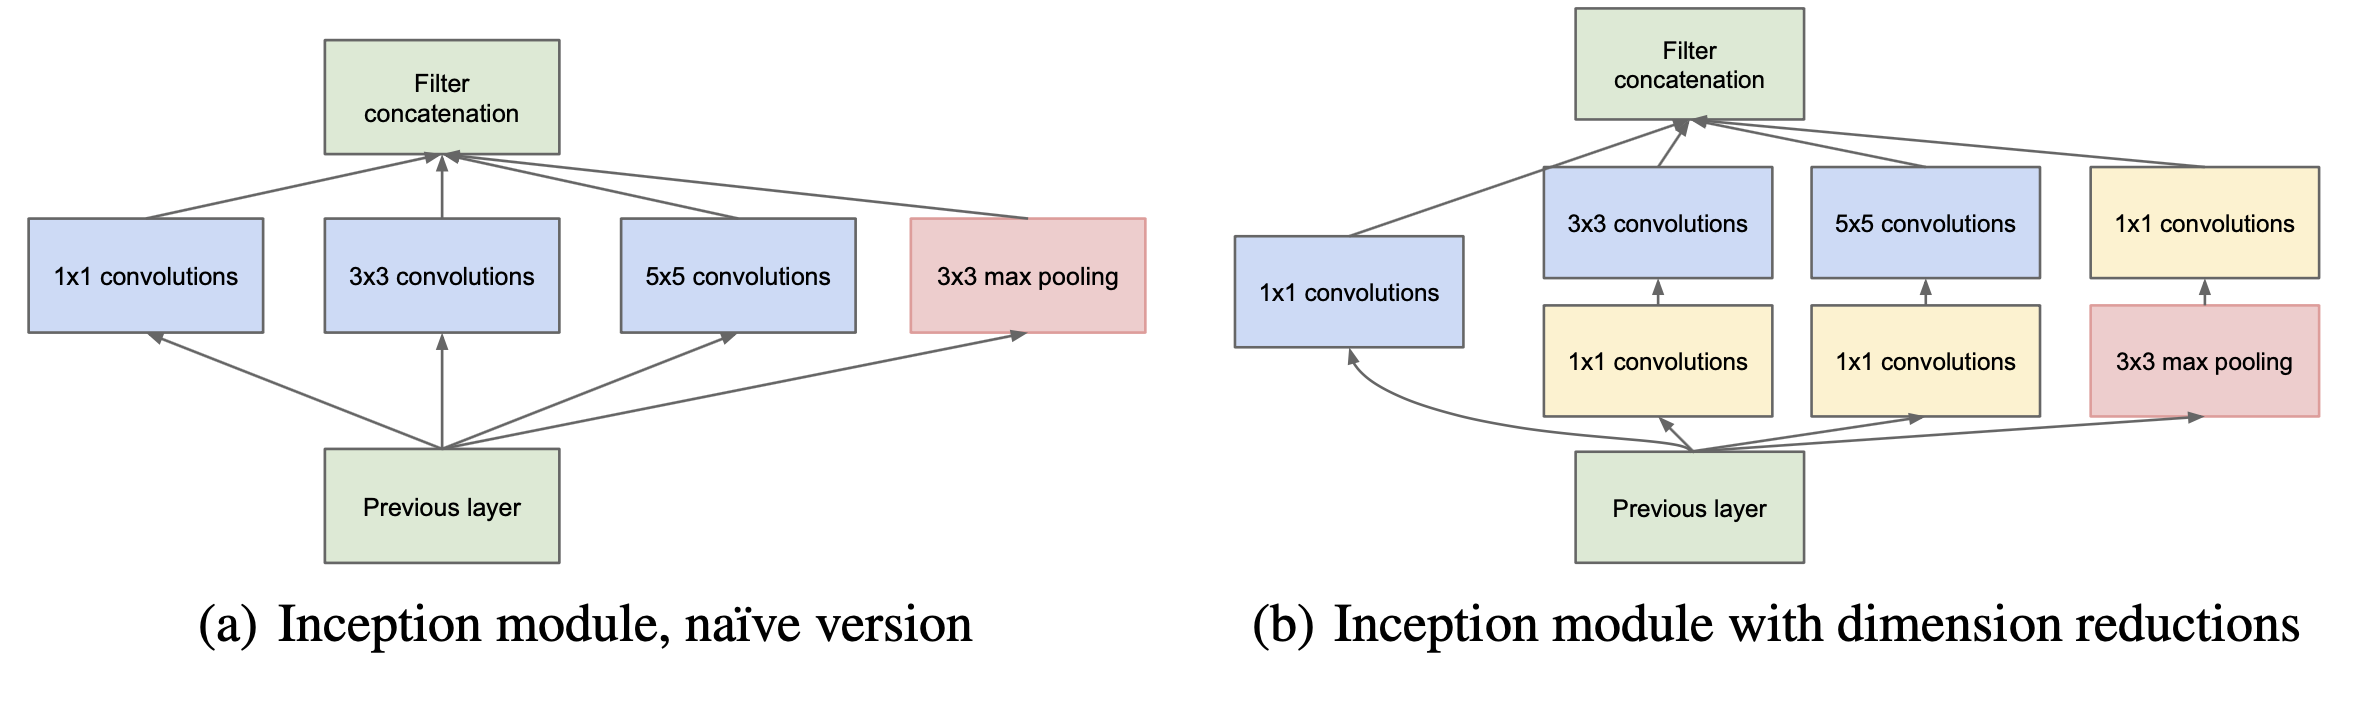 Filter
concatenation
1x1 convolutions
3x3 convolutions
5x5 convolutions
3x3 max pooling
Previous layer
(a) Inception module, naïve version
Filter
concatenation
3x3 convolutions
5x5 convolutions
1x1 convolutions
1x1 convolutions
1x1 convolutions
1x1 convolutions
3x3 max pooling
Previous layer
(b) Inception module with dimension reductions